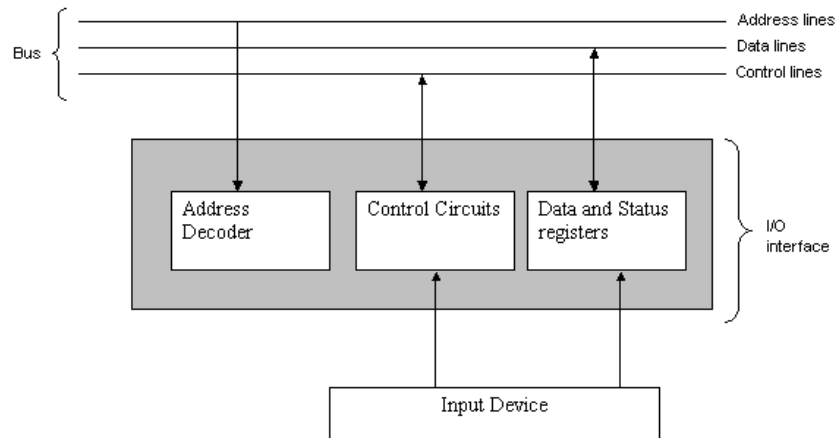 Address lines
Bus
Data lines
Control lines
Address
Decoder
Control Circuits
Data and Status
registers
I/O
interface
Input Device